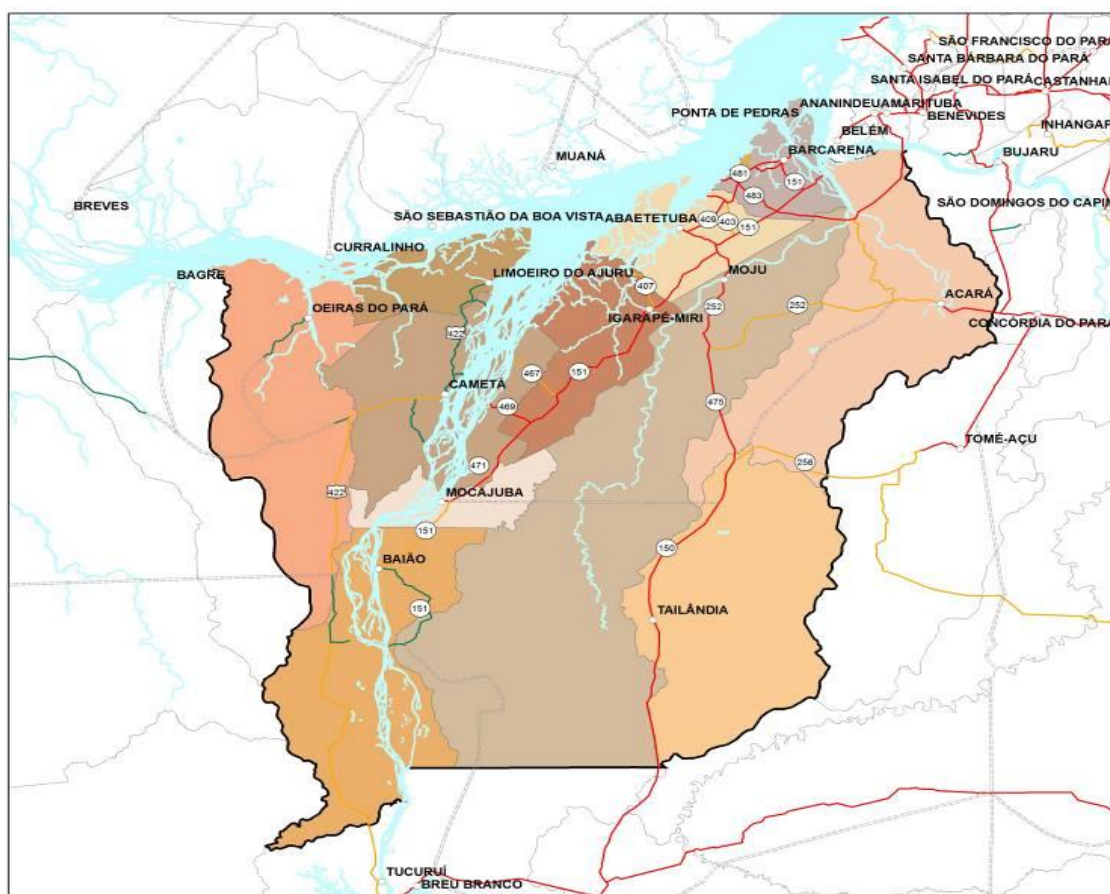 SÃO FRANCISCO DO PARÁ
SANTA BÁRBARA DO PARÁ
SANTA ISABEL DO PARÁ
CASTANHAL
ANANINDEUA
MARITUBA
PONTA DE PEDRAS
BENEVIDES
BELÉM
INHANGAP
BARCARENA
BUJARU
MUANÁ
481
151
483
BREVES
SÃO DOMINGOS DO CAPIM
SÃO SEBASTIÃO DA BOA VISTA
ABAETETUBA
409
403
151
CURRALINHO
BAGRE
LIMOEIRO DO AJURU
MOJU
407
ACARÁ
OEIRAS DO PARÁ
252
252
IGARAPÉ-MIRI
CONCÓRDIA DO PARÁ
422
467
151
CAMETÁ
475
469
TOMÉ-AÇU
471
256
422
MOCAJUBA
151
150
BAIÃO
151
TAILÂNDIA
TUCURUÍ
BREU BRANCO